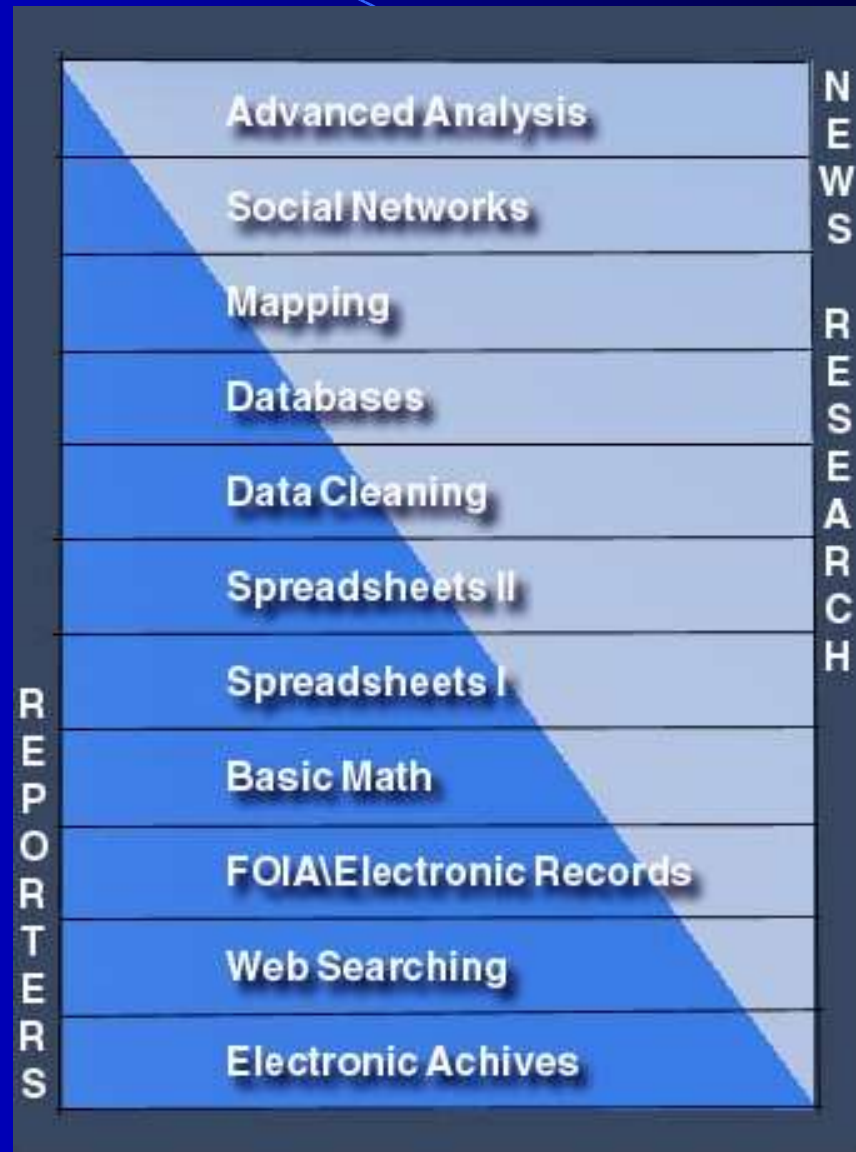 Advanced Analysis
Social Networks
Mapping
Databases
Data Cleaning
Spreadsheets II
Spreadsheets I
Basic Math
FOIA\Electronic Records
Web Searching
Electronic Achives
REPORTERS
NEWS RESEARCH